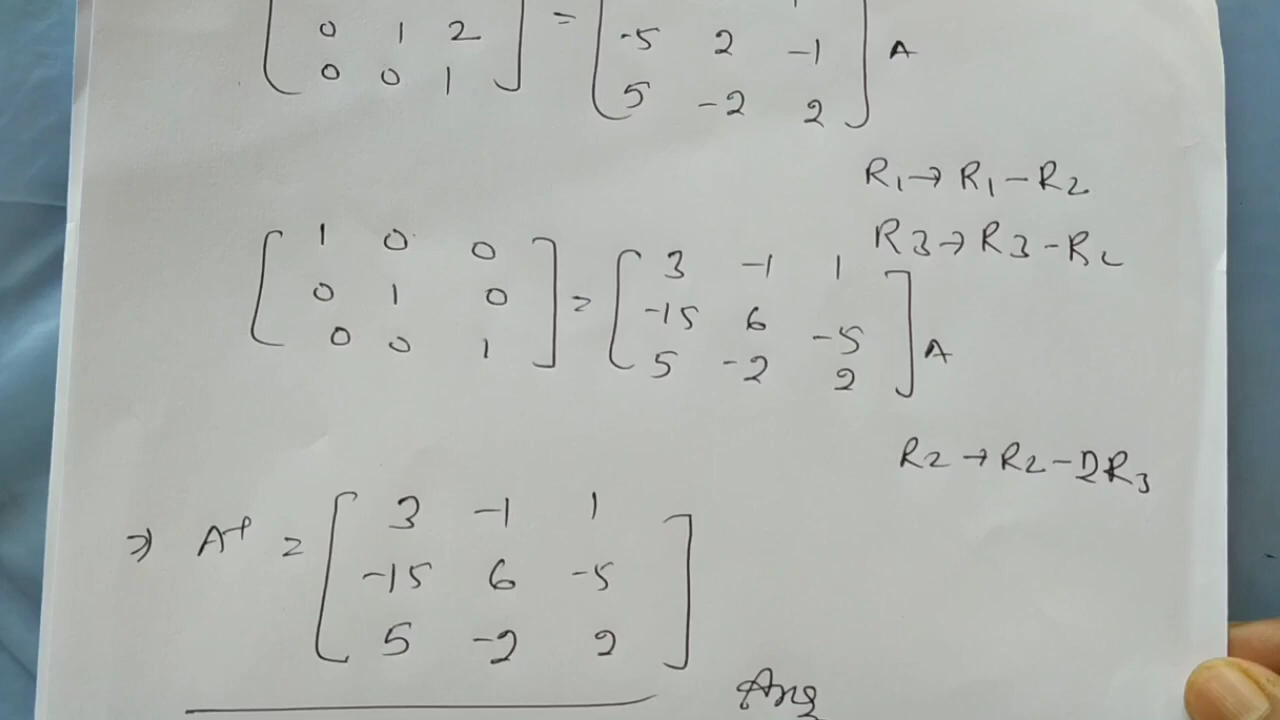 0 1 2 = -5 2 -1 A
0 0 1 5 -2 2
R1→R1-R2
R3→R3-R2
1 0 0 3 -1 1
0 1 0 = -15 6 -5 A
0 0 1 5 -2 2
R2→R2-2R3
3 -1 1
⇒ A-1 = -15 6 -5
5 -2 2
Ans